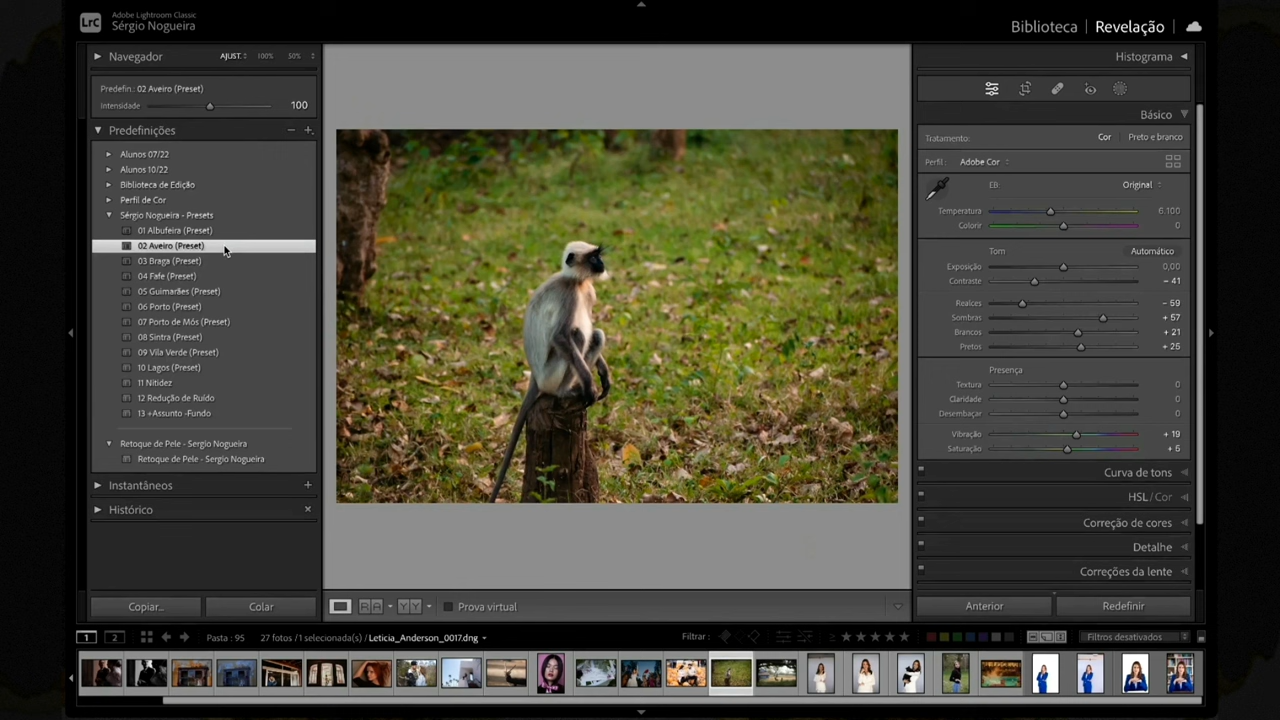 LrC
Adobe Lightroom Classic
Sérgio Nogueira
Biblioteca | Revelação
Navegador
AJUST. 100% 50%
Predefin.: 02 Aveiro (Preset)
Intensidade 100
Predefinições
Alunos 07/22
Alunos 10/22
Biblioteca de Edição
Perfil de Cor
Sérgio Nogueira - Presets
01 Albufeira (Preset)
02 Aveiro (Preset)
03 Braga (Preset)
04 Fafe (Preset)
05 Guimarães (Preset)
06 Porto (Preset)
07 Porto de Mós (Preset)
08 Sintra (Preset)
09 Vila Verde (Preset)
10 Lagos (Preset)
11 Nitidez
12 Redução de Ruído
13 +Assunto -Fundo
Retoque de Pele - Sergio Nogueira
Retoque de Pele - Sergio Nogueira
Instantâneos
Histórico
Copiar...
Colar
Prova virtual
Histograma
Básico
Tratamento: Cor Preto e branco
Perfil: Adobe Cor
EB: Original
Temperatura 6.100
Colorir 0
Tom Automático
Exposição 0,00
Contraste - 41
Realces - 59
Sombras + 57
Brancos + 21
Pretos + 25
Presença
Textura 0
Claridade 0
Desembaçar 0
Vibração + 19
Saturação + 5
Curva de tons
HSL / Cor
Correção de cores
Detalhe
Correções da lente
Anterior
Redefinir
1 2 Pasta : 95 27 fotos /1 selecionada(s) /Leticia_Anderson_0017.dng
Filtrar : Filtros desativados